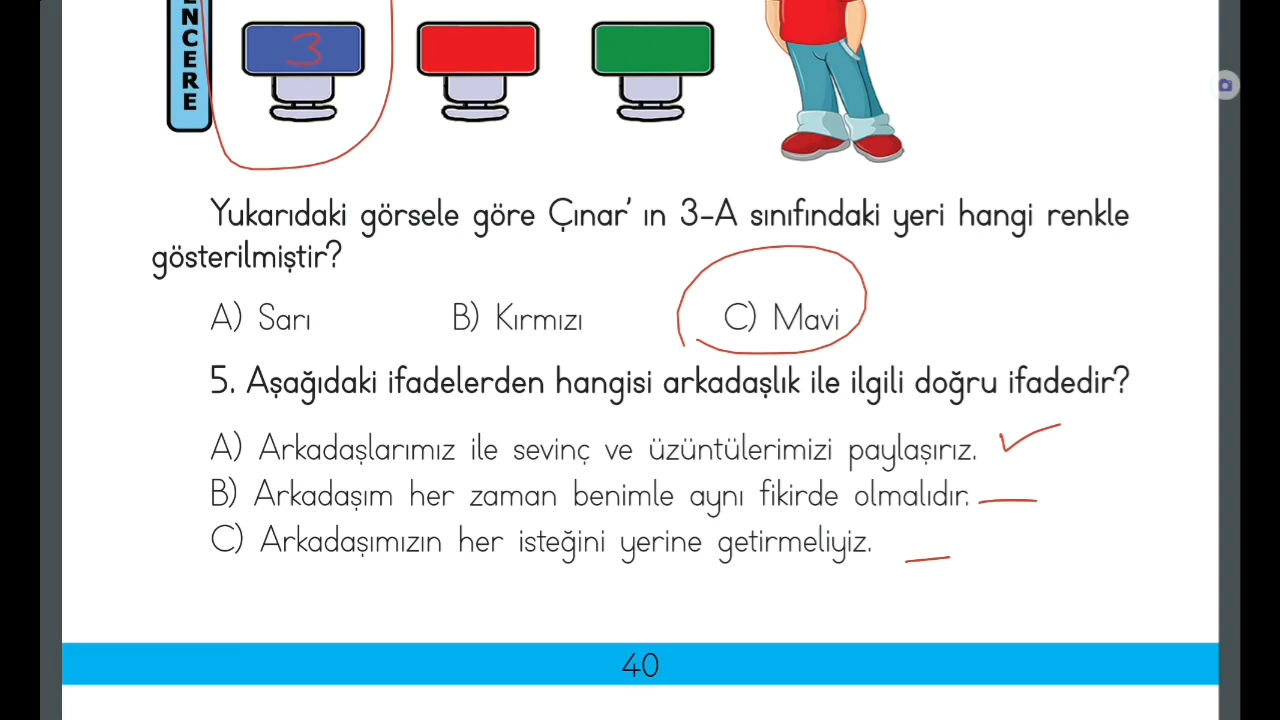 NCERE
3
Yukarıdaki görsele göre Çınar' ın 3-A sınıfındaki yeri hangi renkle
gösterilmiştir?
A) Sarı B) Kırmızı C) Mavi
5. Aşağıdaki ifadelerden hangisi arkadaşlık ile ilgili doğru ifadedir?
A) Arkadaşlarımız ile sevinç ve üzüntülerimizi paylaşırız.
B) Arkadaşım her zaman benimle aynı fikirde olmalıdır.
C) Arkadaşımızın her isteğini yerine getirmeliyiz.
40